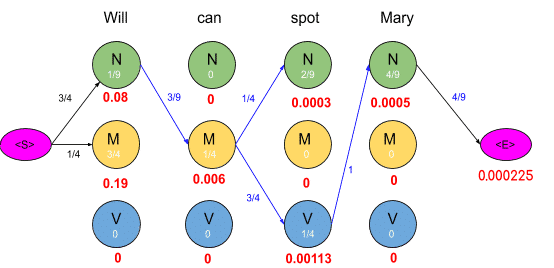 Will can spot Mary
N N N N
1/9 0 2/9 4/9
3/4 3/9 1/4 4/9
0.08 0 0.0003 0.0005
<S> M M M M <E>
3/4 1/4 0 0
1/4 1
0.19 0.006 0 0 0.000225
3/4
V V V V
0 0 1/4 0
0 0 0.00113 0